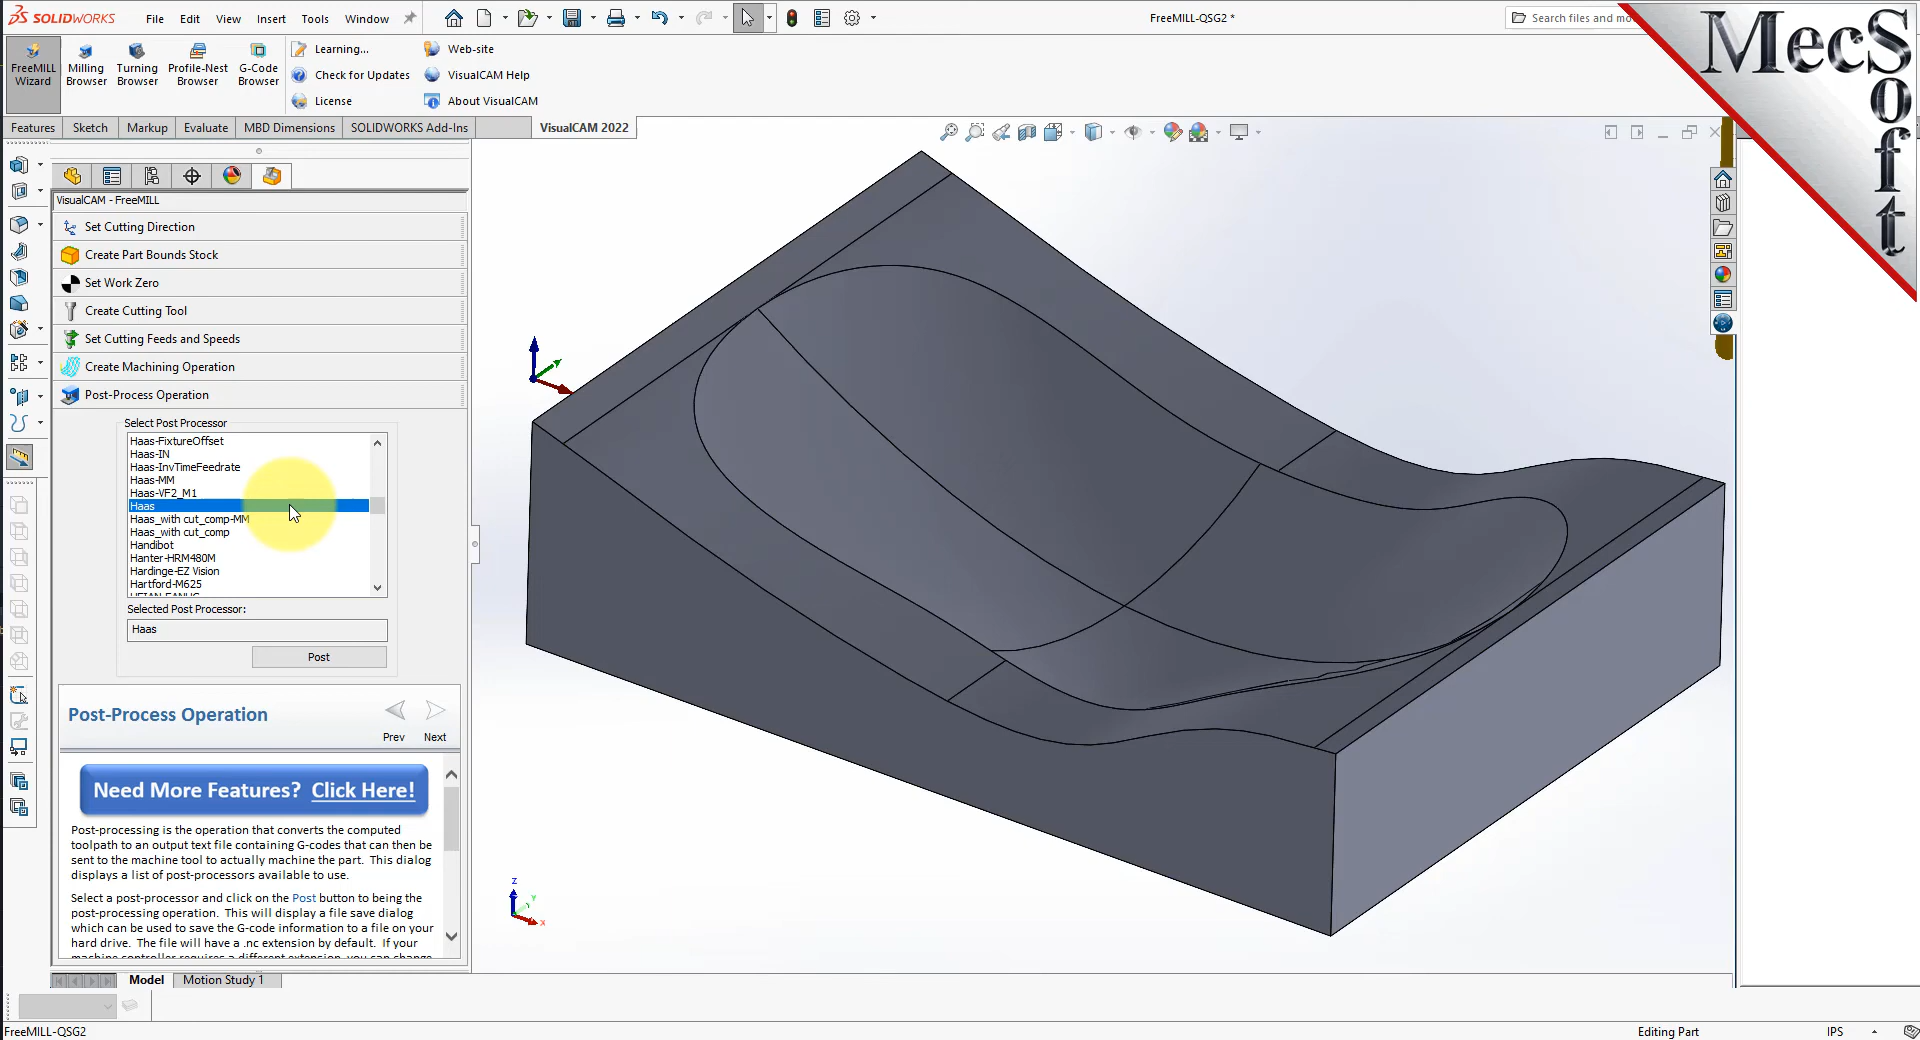 SOLIDWORKS File Edit View Insert Tools Window FreeMILL-QSG2 * Search files and mo
MecSoft
FreeMILL Wizard
Milling Browser
Turning Browser
Profile-Nest Browser
G-Code Browser
Learning...
Check for Updates
License
Web-site
VisualCAM Help
About VisualCAM
Features Sketch Markup Evaluate MBD Dimensions SOLIDWORKS Add-Ins VisualCAM 2022
VisualCAM - FreeMILL
Set Cutting Direction
Create Part Bounds Stock
Set Work Zero
Create Cutting Tool
Set Cutting Feeds and Speeds
Create Machining Operation
Post-Process Operation
Select Post Processor
Haas-FixtureOffset
Haas-IN
Haas-InvTimeFeedrate
Haas-MM
Haas-VF2_M1
Haas
Haas_with cut_comp-MM
Haas_with cut_comp
Handibot
Hanter-HRM480M
Hardinge-EZ Vision
Hartford-M625
Selected Post Processor:
Haas
Post
Post-Process Operation
Prev Next
Need More Features? Click Here!
Post-processing is the operation that converts the computed
toolpath to an output text file containing G-codes that can then be
sent to the machine tool to actually machine the part. This dialog
displays a list of post-processors available to use.
Select a post-processor and click on the Post button to being the
post-processing operation. This will display a file save dialog
which can be used to save the G-code information to a file on your
hard drive. The file will have a .nc extension by default. If your
machine controller requires a different extension, you can change
Z
Y
X
Model Motion Study 1
FreeMILL-QSG2 Editing Part IPS